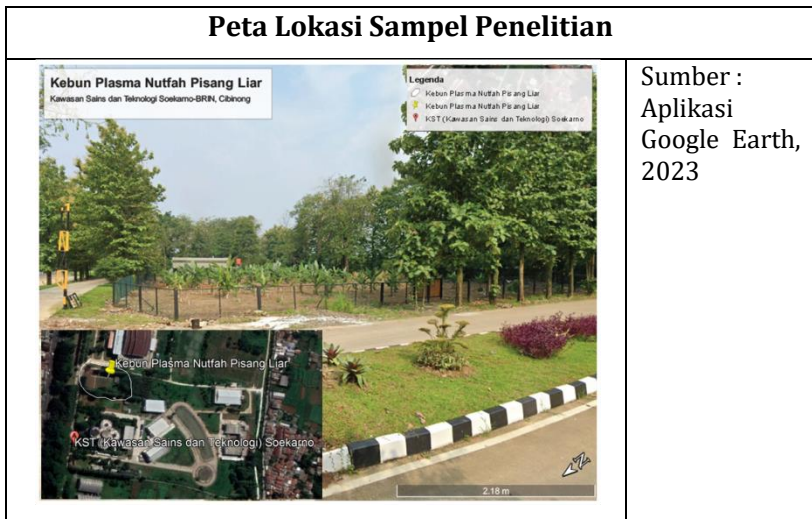 Peta Lokasi Sampel Penelitian
Kebun Plasma Nutfah Pisang Liar
Kawasan Sains dan Teknologi Soekarno-BRIN, Cibinong
Legenda
Kebun Plasma Nutfah Pisang Liar
Kebun Plasma Nutfah Pisang Liar
KST (Kawasan Sains dan Teknologi) Soekarno
Kebun Plasma Nutfah Pisang Liar
KST (Kawasan Sains dan Teknologi) Soekarno
N
2.18 m
Sumber :
Aplikasi
Google Earth,
2023